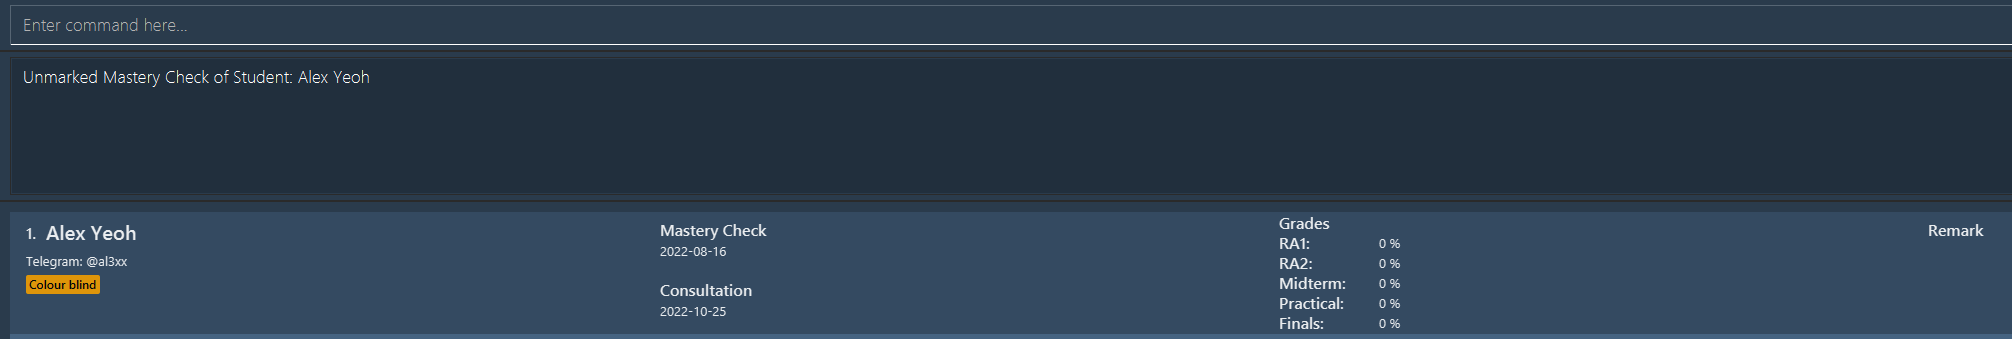 Enter command here...
Unmarked Mastery Check of Student: Alex Yeoh
1. Alex Yeoh
Telegram: @al3xx
Colour blind
Mastery Check
2022-08-16
Consultation
2022-10-25
Grades
RA1: 0 %
RA2: 0 %
Midterm: 0 %
Practical: 0 %
Finals: 0 %
Remark